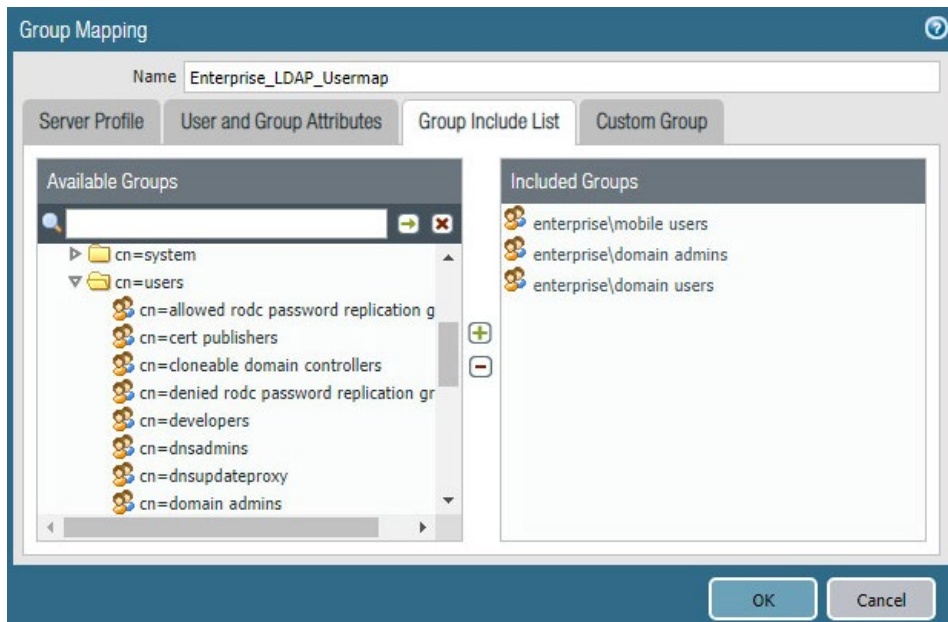 Group Mapping
Name Enterprise_LDAP_Usermap
Server Profile User and Group Attributes Group Include List Custom Group
Available Groups
cn=system
cn=users
cn=allowed rodc password replication g
cn=cert publishers
cn=cloneable domain controllers
cn=denied rodc password replication gr
cn=developers
cn=dnsadmins
cn=dnsupdateproxy
cn=domain admins
Included Groups
enterprise\mobile users
enterprise\domain admins
enterprise\domain users
OK Cancel